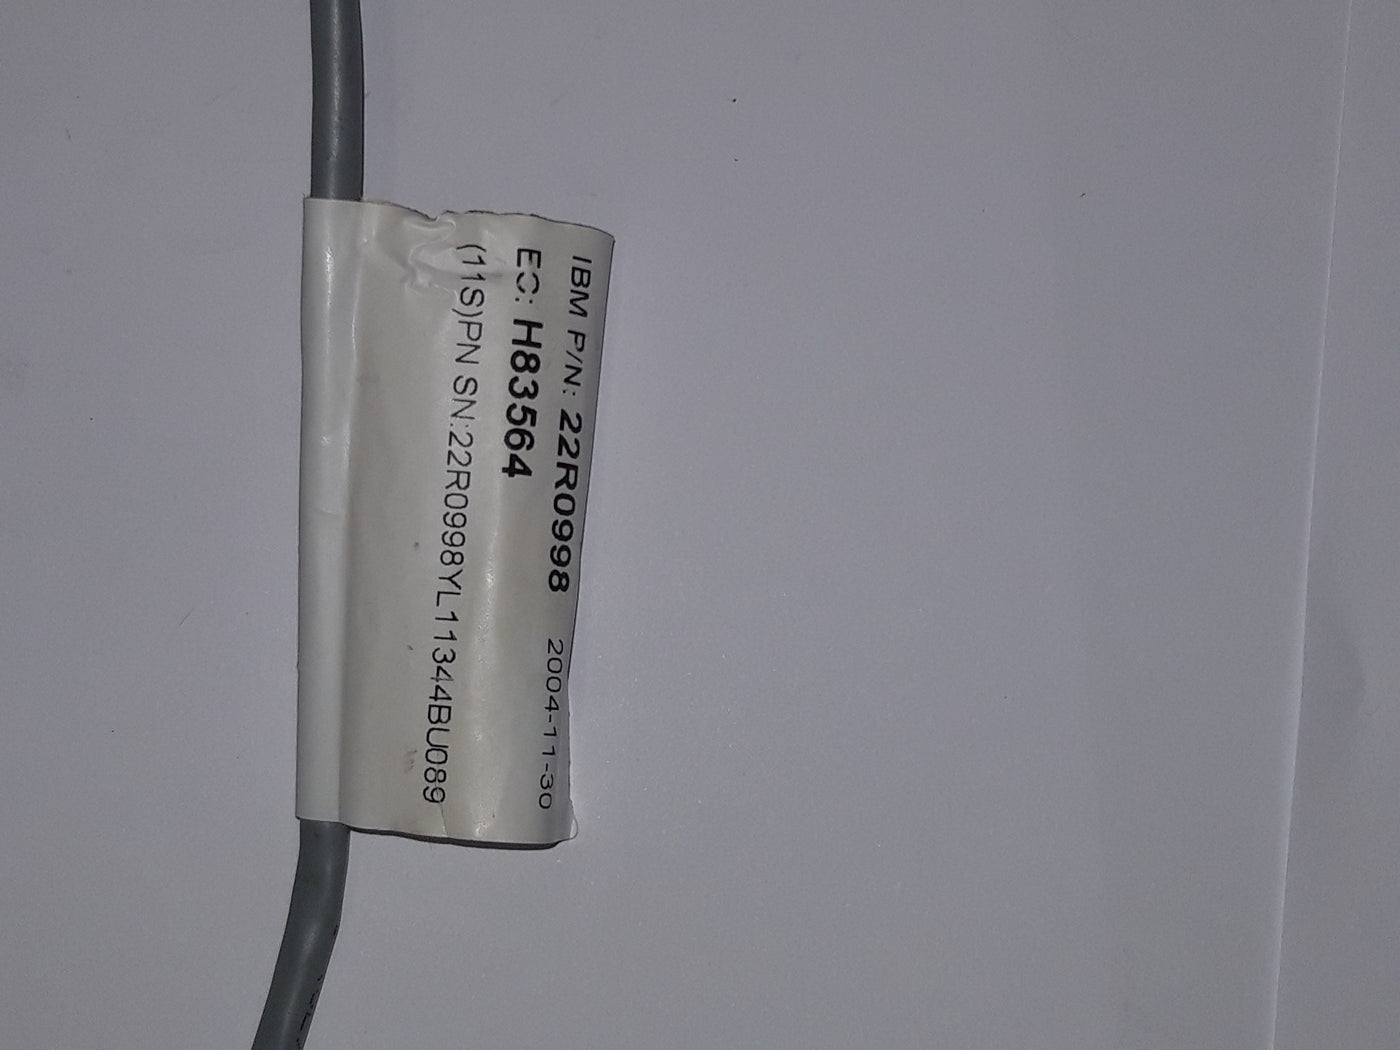 IBM P/N: 22R0998 2004-11-30
EC: H83564
(11S)PN SN:22R0998YL11344BU089